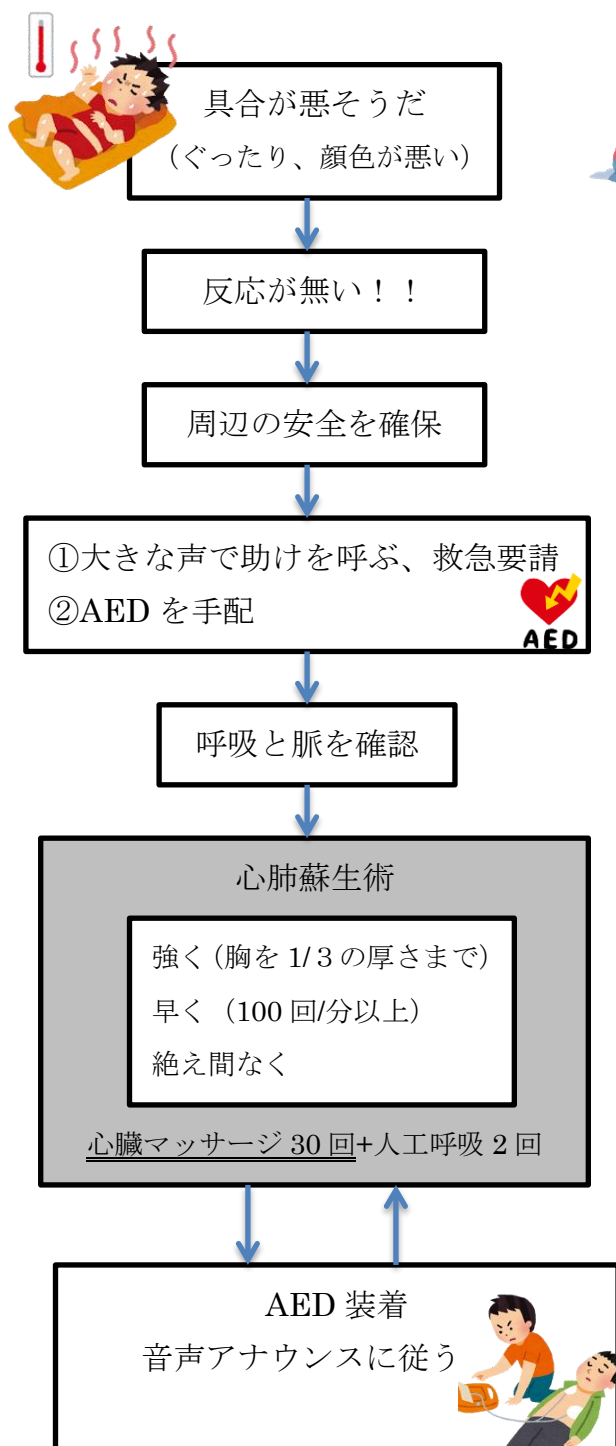 具合が悪そうだ
（ぐったり、顔色が悪い）
反応が無い！！
周辺の安全を確保
①大きな声で助けを呼ぶ、救急要請
②AED を手配
AED
呼吸と脈を確認
心肺蘇生術
強く（胸を 1/3 の厚さまで）
早く（100 回/分以上）
絶え間なく
心臓マッサージ 30 回+人工呼吸 2 回
AED 装着
音声アナウンスに従う